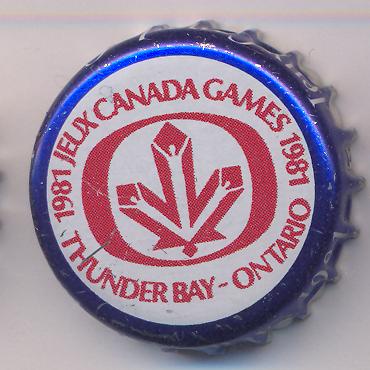 1981 JEUX CANADA GAMES 1981
THUNDER BAY ~ ONTARIO